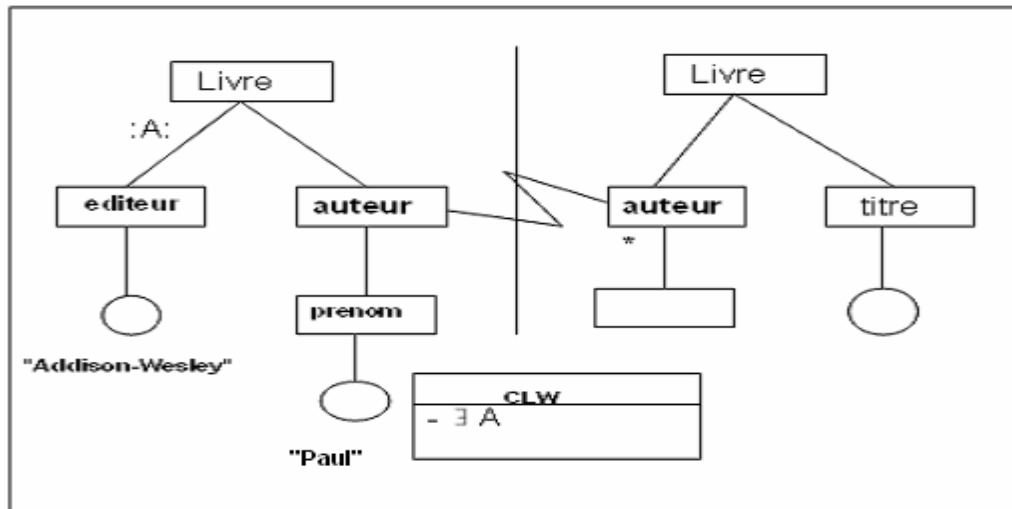 Livre
:A:
editeur
auteur
prenom
"Addison-Wesley"
"Paul"
Livre
auteur
*
titre
CLW
- ∃ A